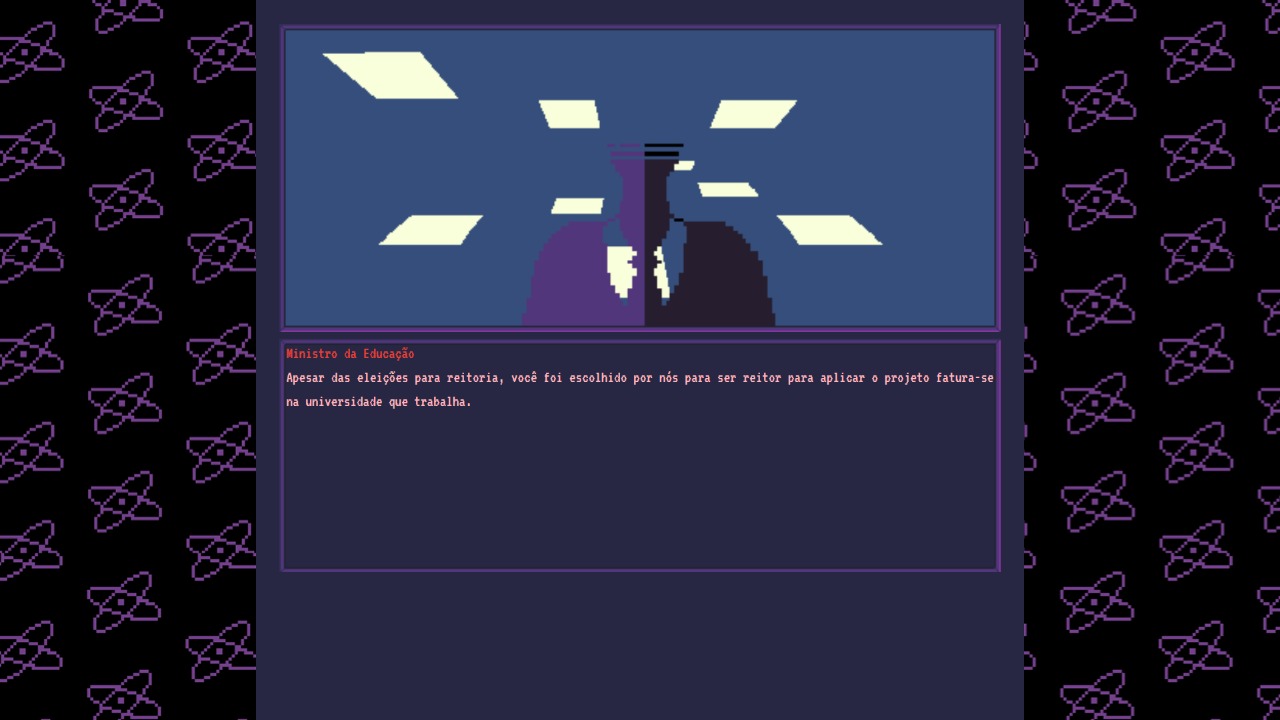 Ministro da Educação
Apesar das eleições para reitoria, você foi escolhido por nós para ser reitor para aplicar o projeto fatura-se
na universidade que trabalha.